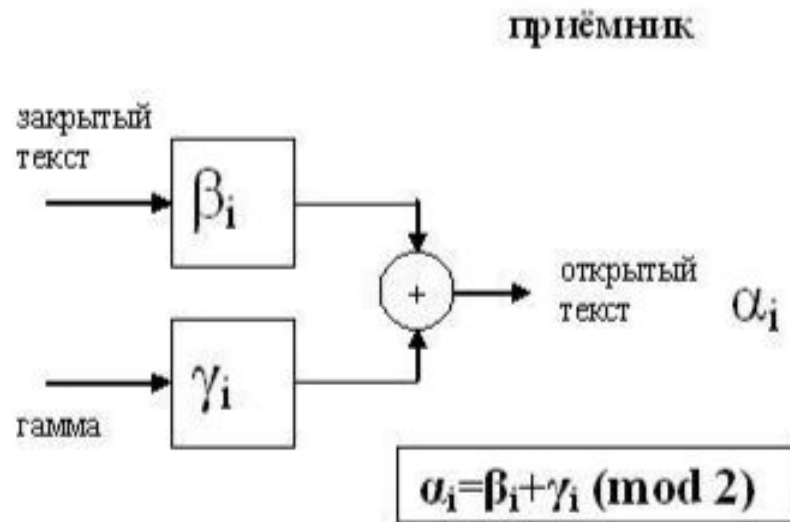 приёмник
закрытый
текст
βi
+
открытый
текст
αi
γi
гамма
αi=βi+γi (mod 2)